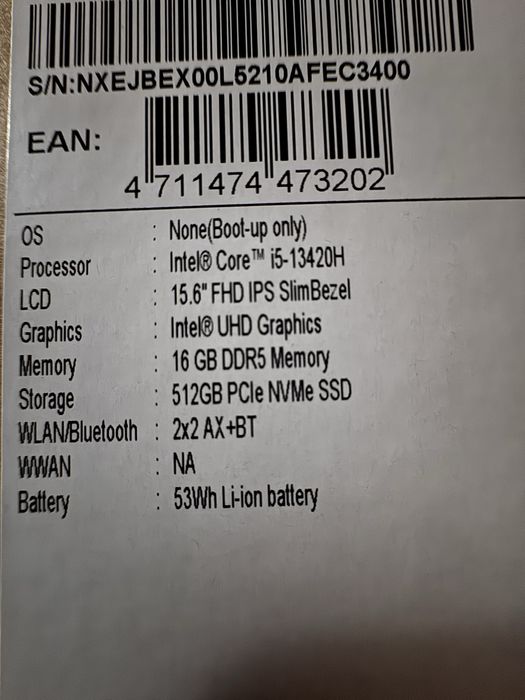 S/N:NXEJBEX00L5210AFEC3400
EAN:
4 711474 473202
OS : None(Boot-up only)
Processor : Intel® Core™ i5-13420H
LCD : 15.6" FHD IPS SlimBezel
Graphics : Intel® UHD Graphics
Memory : 16 GB DDR5 Memory
Storage : 512GB PCIe NVMe SSD
WLAN/Bluetooth : 2x2 AX+BT
WWAN : NA
Battery : 53Wh Li-ion battery